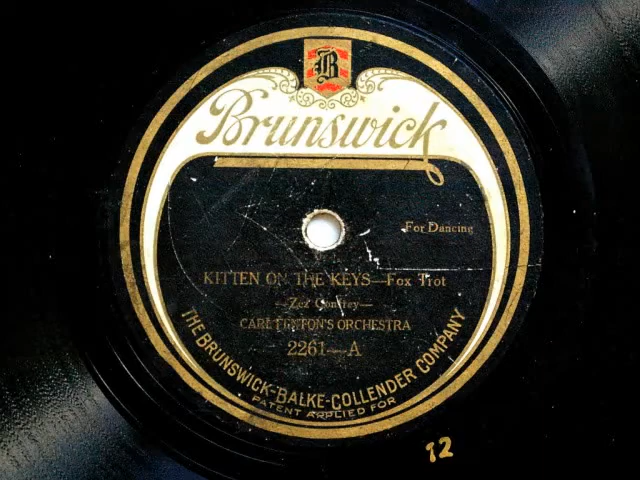 B
Brunswick
For Dancing
KITTEN ON THE KEYS—Fox Trot
—Zez Confrey—
CARL FENTON'S ORCHESTRA
2261—A
THE BRUNSWICK-BALKE-COLLENDER COMPANY
PATENT APPLIED FOR
12